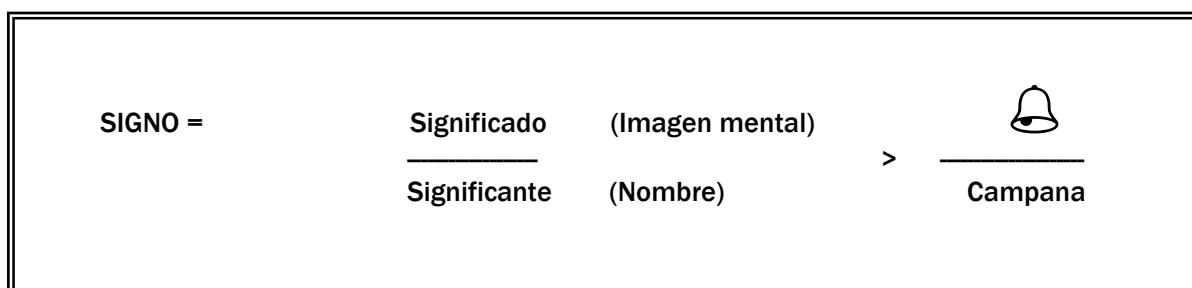 SIGNO = Significado (Imagen mental)
>
Significante (Nombre) Campana